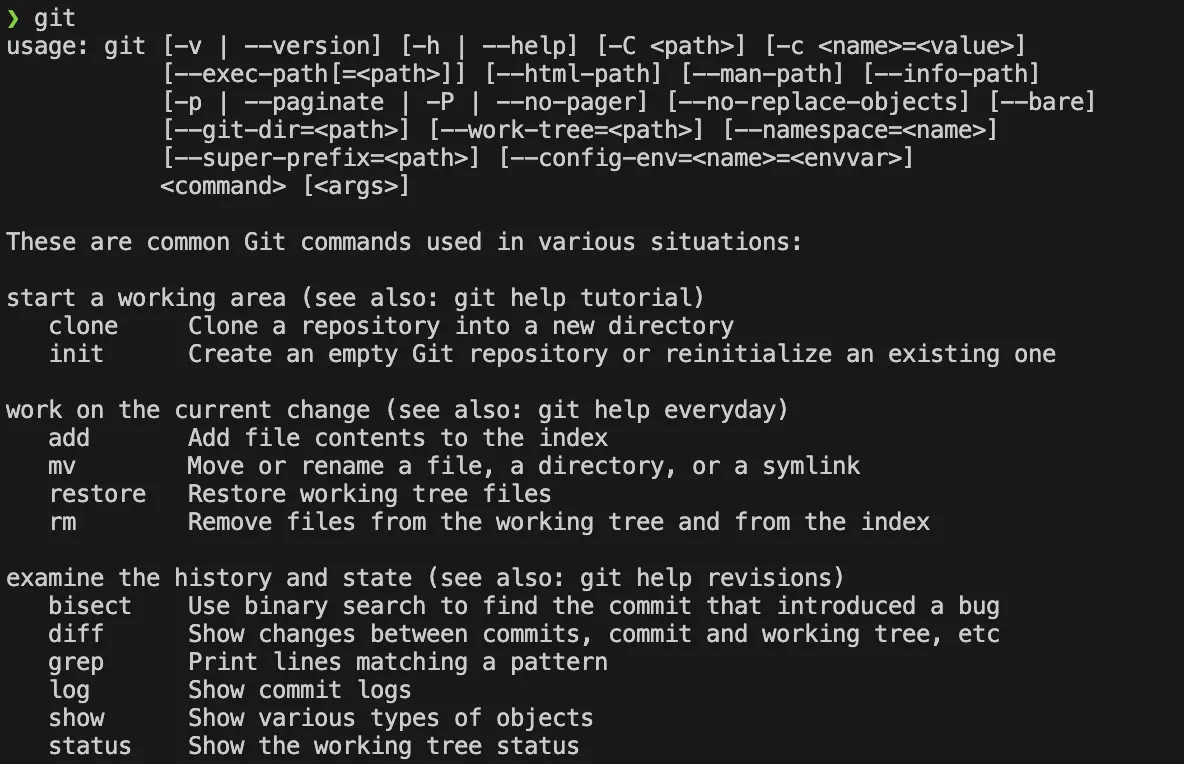 ❯ git
usage: git [-v | --version] [-h | --help] [-C <path>] [-c <name>=<value>]
           [--exec-path[=<path>]] [--html-path] [--man-path] [--info-path]
           [-p | --paginate | -P | --no-pager] [--no-replace-objects] [--bare]
           [--git-dir=<path>] [--work-tree=<path>] [--namespace=<name>]
           [--super-prefix=<path>] [--config-env=<name>=<envvar>]
           <command> [<args>]

These are common Git commands used in various situations:

start a working area (see also: git help tutorial)
   clone     Clone a repository into a new directory
   init      Create an empty Git repository or reinitialize an existing one

work on the current change (see also: git help everyday)
   add       Add file contents to the index
   mv        Move or rename a file, a directory, or a symlink
   restore   Restore working tree files
   rm        Remove files from the working tree and from the index

examine the history and state (see also: git help revisions)
   bisect    Use binary search to find the commit that introduced a bug
   diff      Show changes between commits, commit and working tree, etc
   grep      Print lines matching a pattern
   log       Show commit logs
   show      Show various types of objects
   status    Show the working tree status